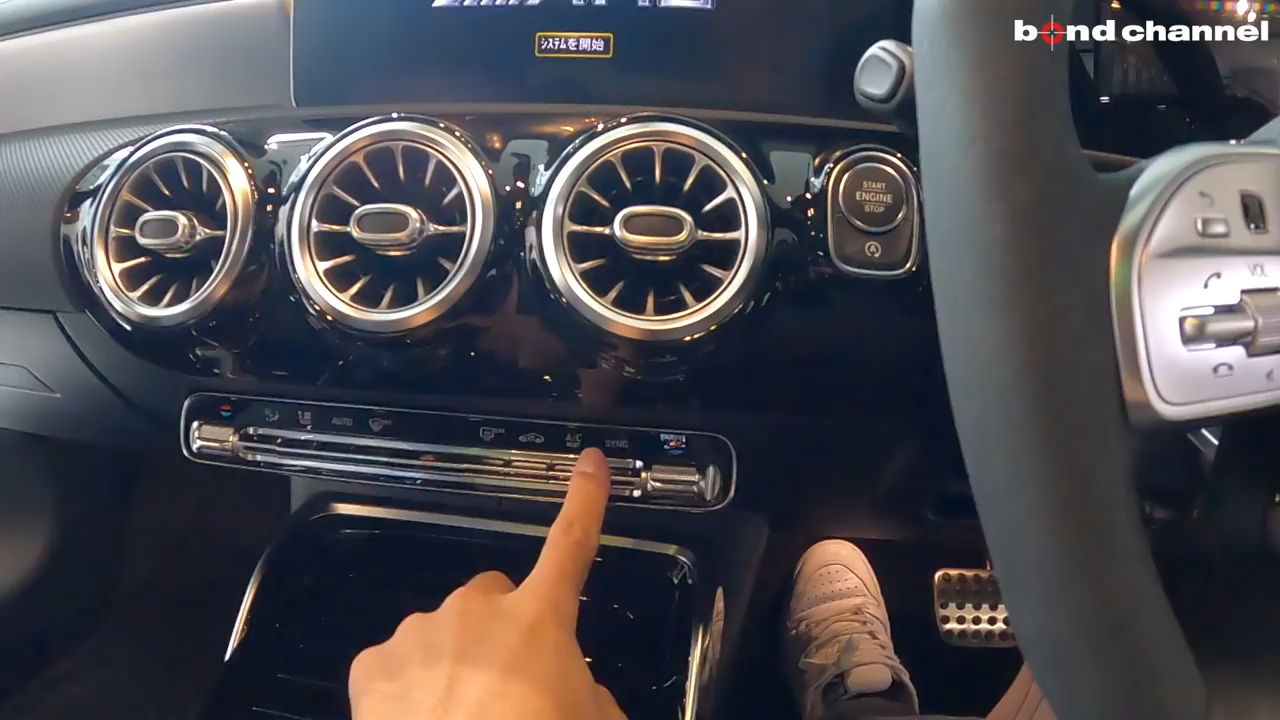 bond channel
システムを開始
START
ENGINE
STOP
VOL
AUTO
A/C
SYNC